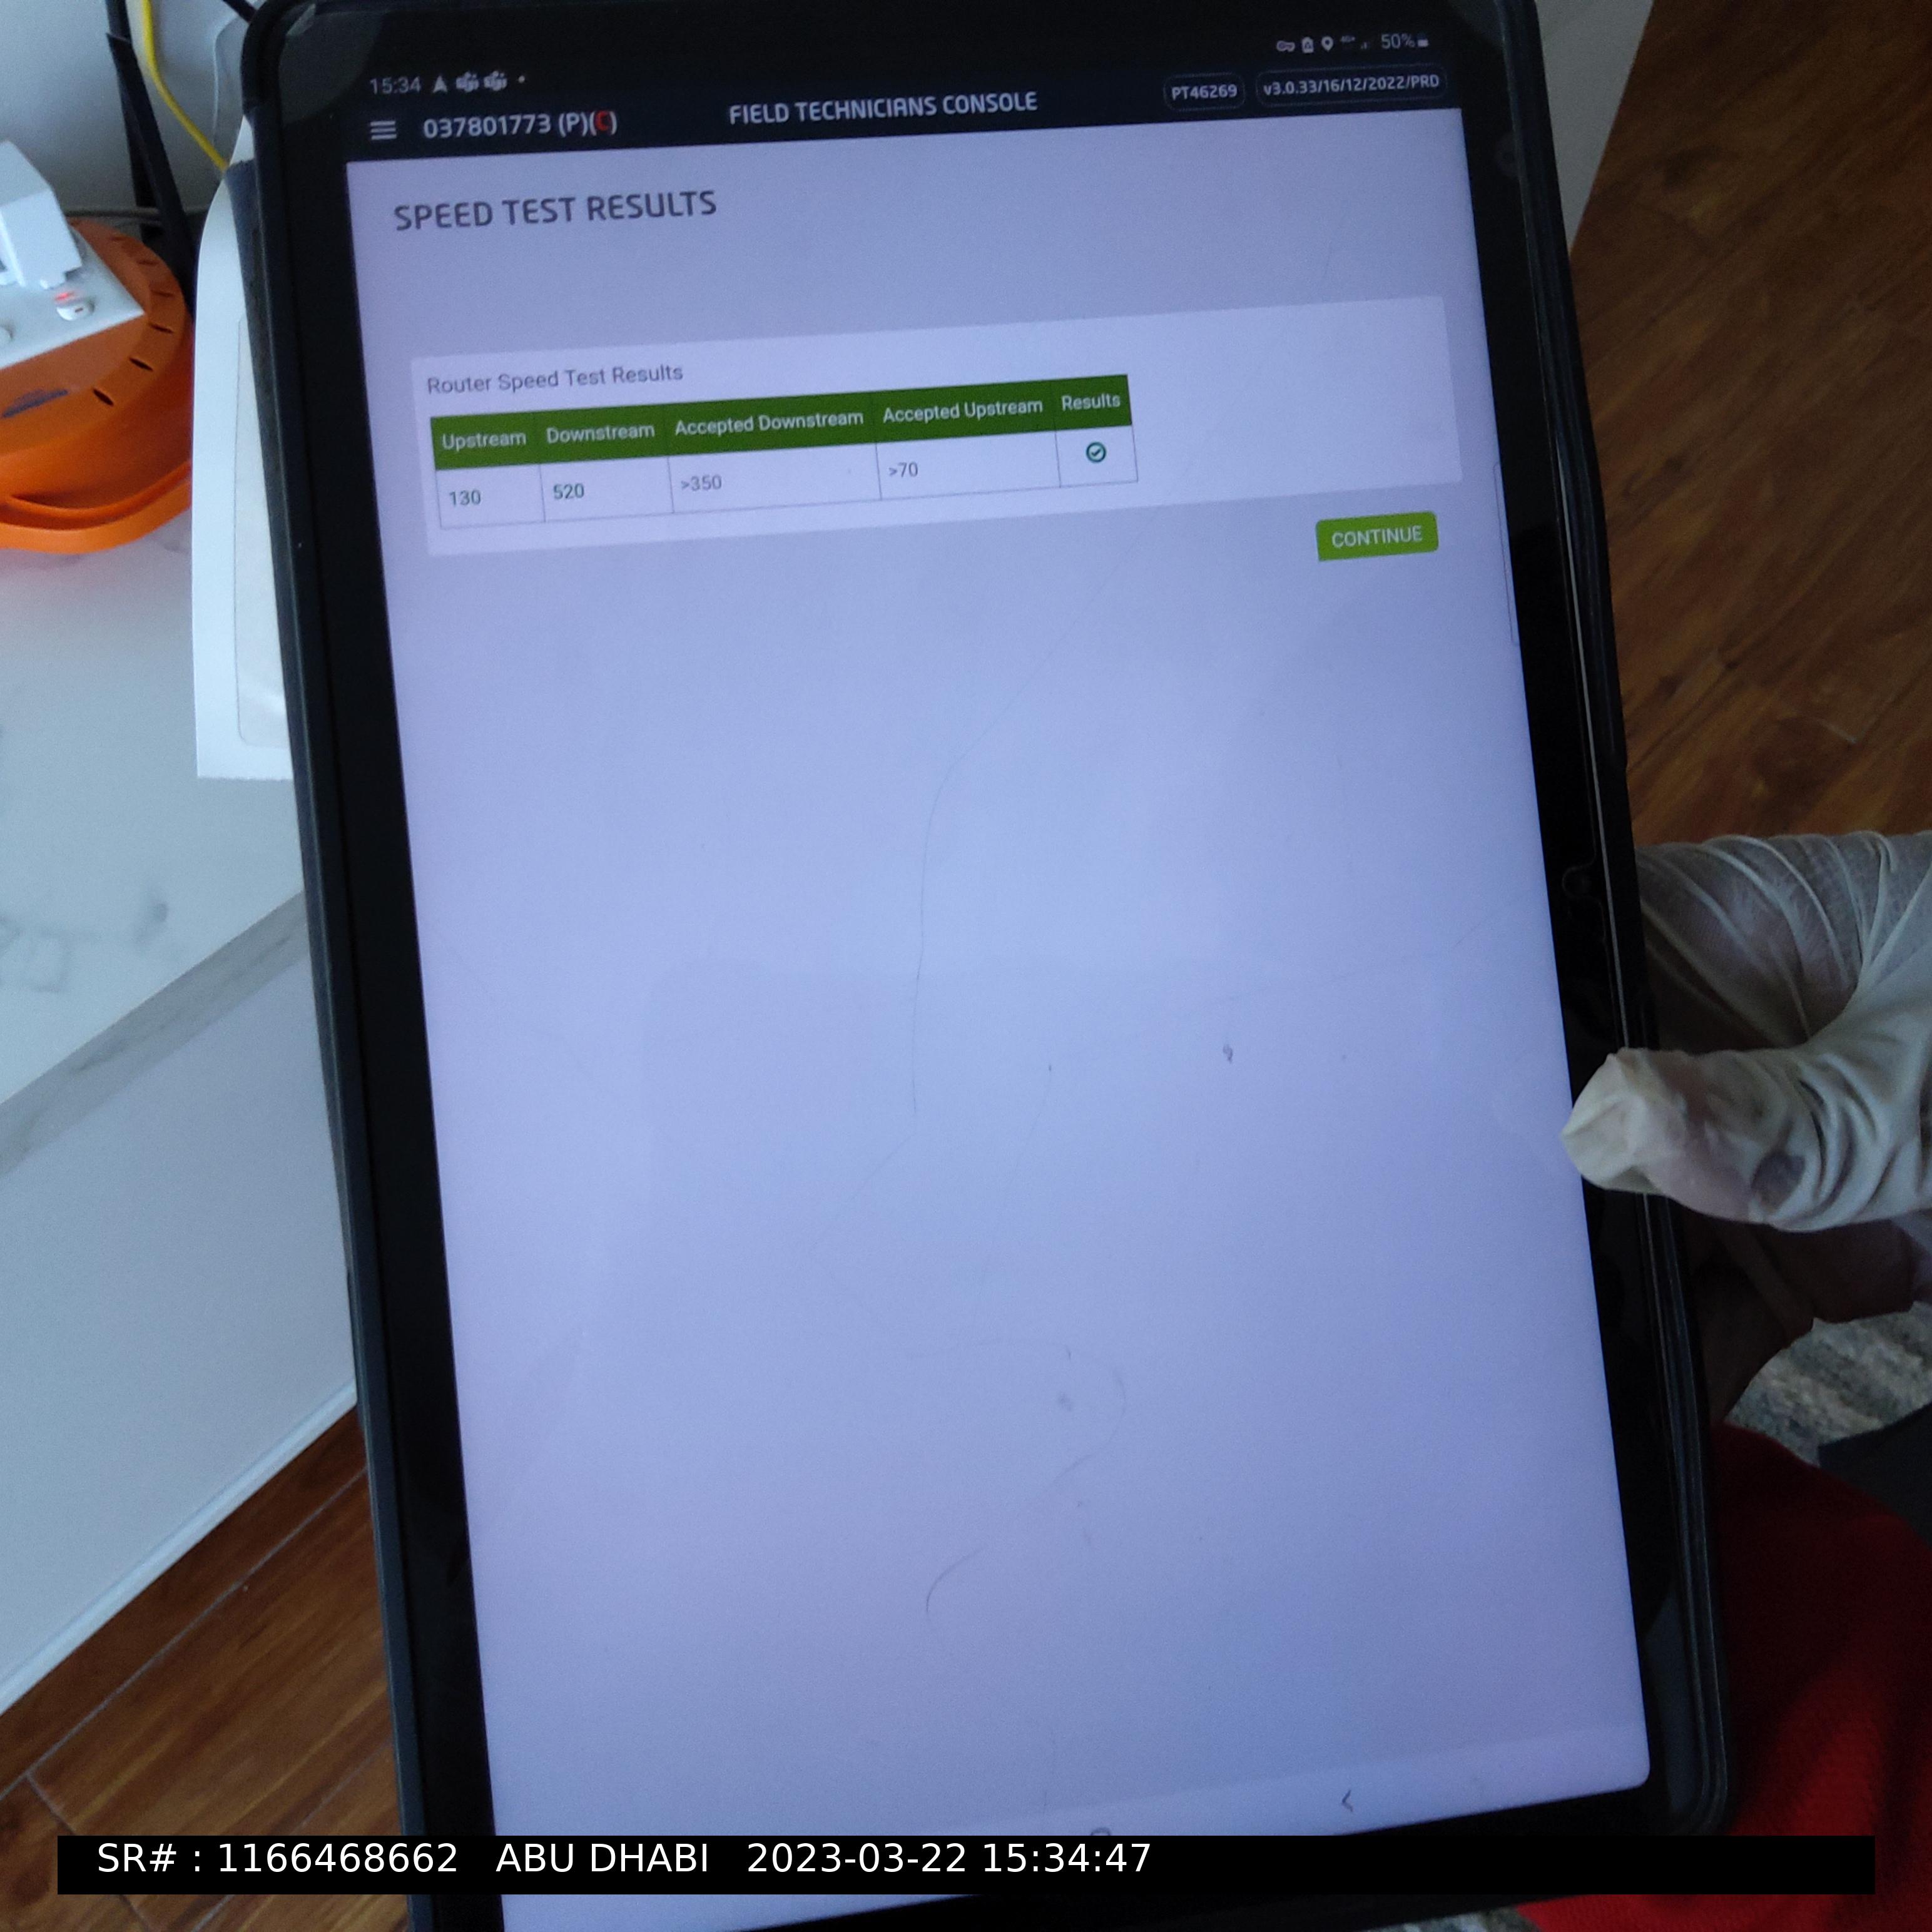 15:34 50%
037801773 (P)(C) FIELD TECHNICIANS CONSOLE PT46269 v3.0.33/16/12/2022/PRD
SPEED TEST RESULTS
Router Speed Test Results
Upstream Downstream Accepted Downstream Accepted Upstream Results
130 520 >350 >70
CONTINUE
SR# : 1166468662 ABU DHABI 2023-03-22 15:34:47